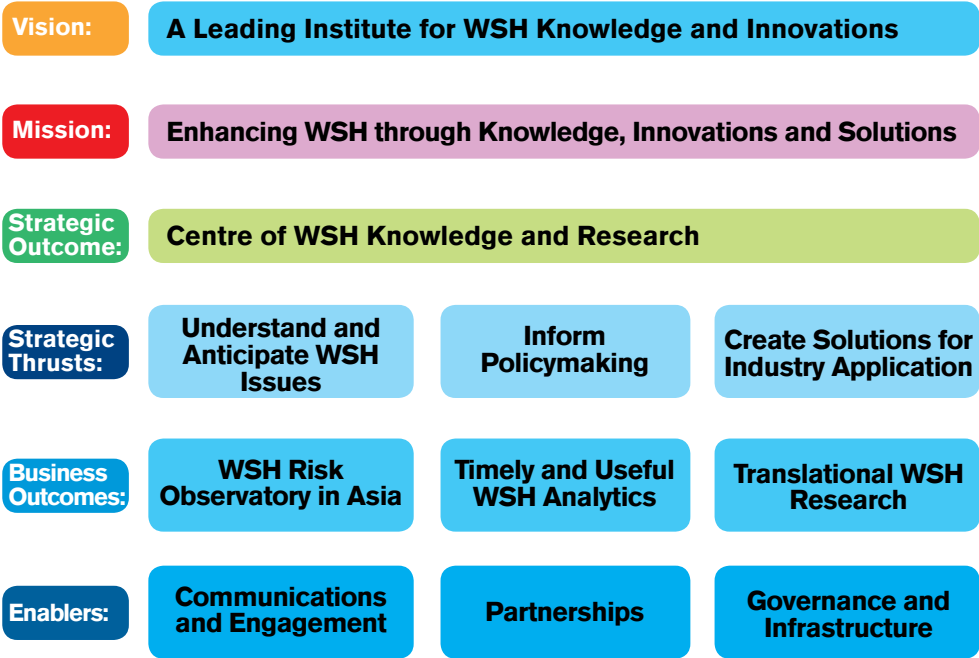 Vision:
A Leading Institute for WSH Knowledge and Innovations
Mission:
Enhancing WSH through Knowledge, Innovations and Solutions
Strategic
Outcome:
Centre of WSH Knowledge and Research
Strategic
Thrusts:
Understand and
Anticipate WSH
Issues
Inform
Policymaking
Create Solutions for
Industry Application
Business
Outcomes:
WSH Risk
Observatory in Asia
Timely and Useful
WSH Analytics
Translational WSH
Research
Enablers:
Communications
and Engagement
Partnerships
Governance and
Infrastructure